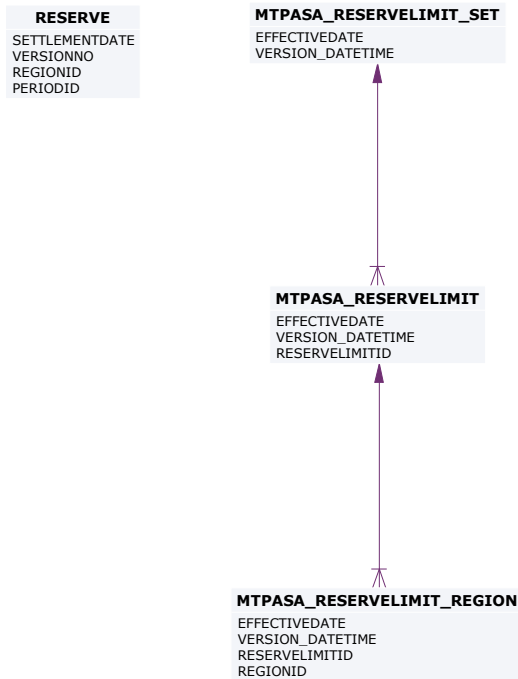 RESERVE
SETTLEMENTDATE
VERSIONNO
REGIONID
PERIODID
MTPASA_RESERVELIMIT_SET
EFFECTIVEDATE
VERSION_DATETIME
MTPASA_RESERVELIMIT
EFFECTIVEDATE
VERSION_DATETIME
RESERVELIMITID
MTPASA_RESERVELIMIT_REGION
EFFECTIVEDATE
VERSION_DATETIME
RESERVELIMITID
REGIONID